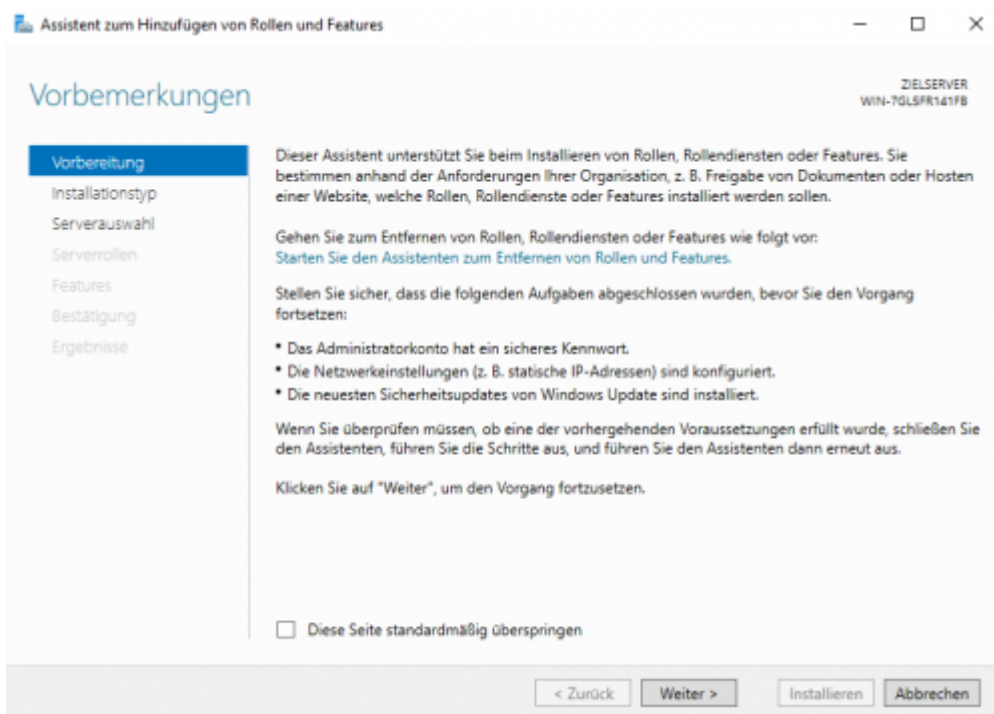 Assistent zum Hinzufügen von Rollen und Features
Vorbemerkungen
ZIELSERVER
WIN-7GLSFR141FB
Vorbereitung
Installationstyp
Serverauswahl
Serverrollen
Features
Bestätigung
Ergebnisse
Dieser Assistent unterstützt Sie beim Installieren von Rollen, Rollendiensten oder Features. Sie
bestimmen anhand der Anforderungen Ihrer Organisation, z. B. Freigabe von Dokumenten oder Hosten
einer Website, welche Rollen, Rollendienste oder Features installiert werden sollen.
Gehen Sie zum Entfernen von Rollen, Rollendiensten oder Features wie folgt vor:
Starten Sie den Assistenten zum Entfernen von Rollen und Features.
Stellen Sie sicher, dass die folgenden Aufgaben abgeschlossen wurden, bevor Sie den Vorgang
fortsetzen:
• Das Administratorkonto hat ein sicheres Kennwort.
• Die Netzwerkeinstellungen (z. B. statische IP-Adressen) sind konfiguriert.
• Die neuesten Sicherheitsupdates von Windows Update sind installiert.
Wenn Sie überprüfen müssen, ob eine der vorhergehenden Voraussetzungen erfüllt wurde, schließen Sie
den Assistenten, führen Sie die Schritte aus, und führen Sie den Assistenten dann erneut aus.
Klicken Sie auf "Weiter", um den Vorgang fortzusetzen.
Diese Seite standardmäßig überspringen
< Zurück
Weiter >
Installieren
Abbrechen